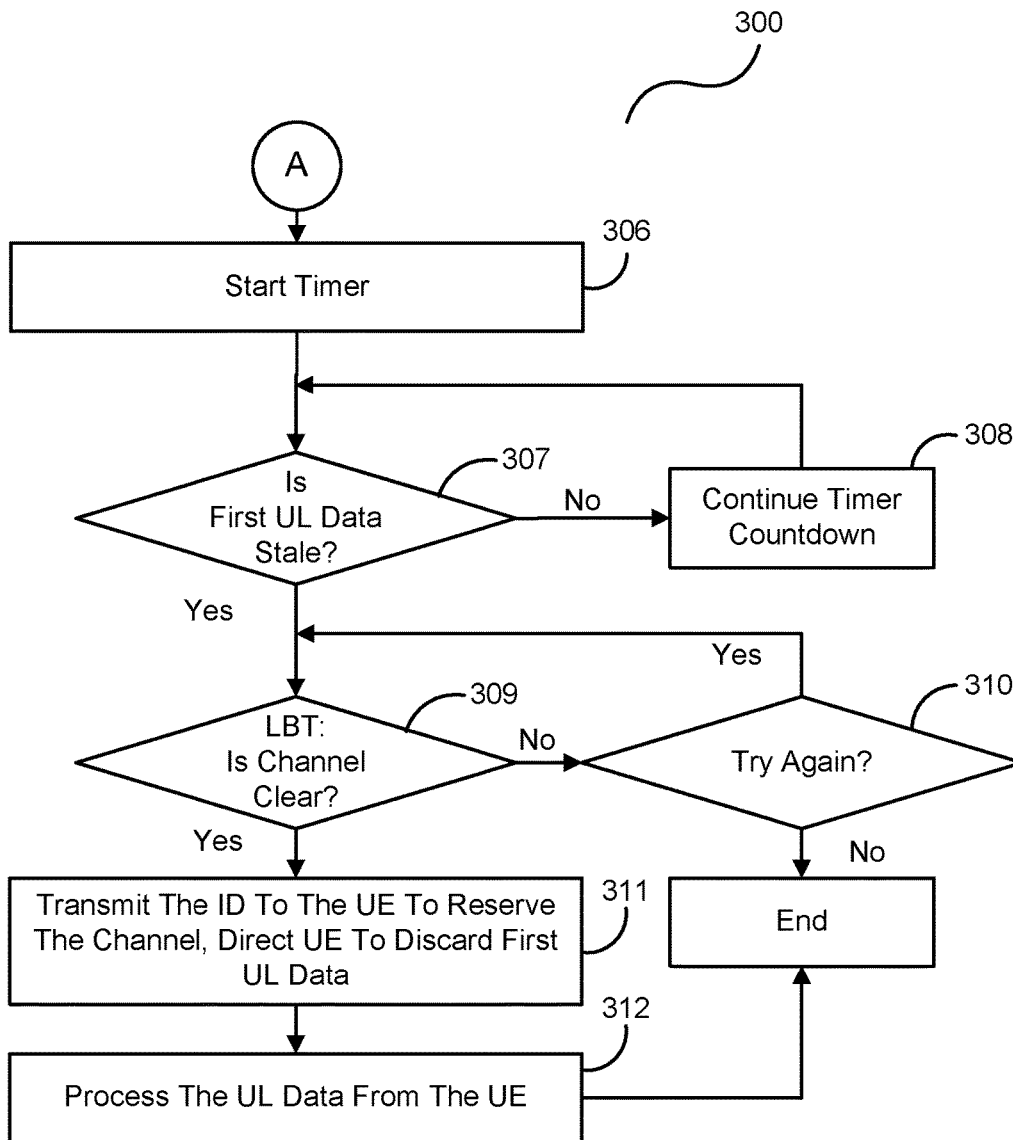 300
A
306
Start Timer
307
Is
First UL Data
Stale?
No
308
Continue Timer
Countdown
Yes
Yes
309
LBT:
Is Channel
Clear?
No
310
Try Again?
Yes
No
311
Transmit The ID To The UE To Reserve
The Channel, Direct UE To Discard First
UL Data
End
312
Process The UL Data From The UE